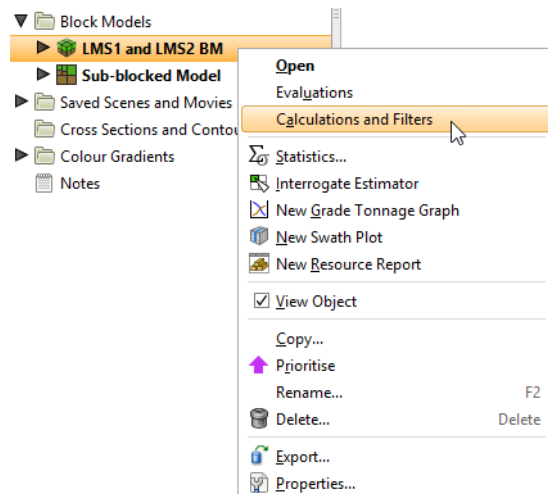 Block Models
LMS1 and LMS2 BM
Sub-blocked Model
Saved Scenes and Movies
Cross Sections and Contou
Colour Gradients
Notes
Open
Evaluations
Calculations and Filters
Statistics...
Interrogate Estimator
New Grade Tonnage Graph
New Swath Plot
New Resource Report
View Object
Copy...
Prioritise
Rename... F2
Delete... Delete
Export...
Properties...